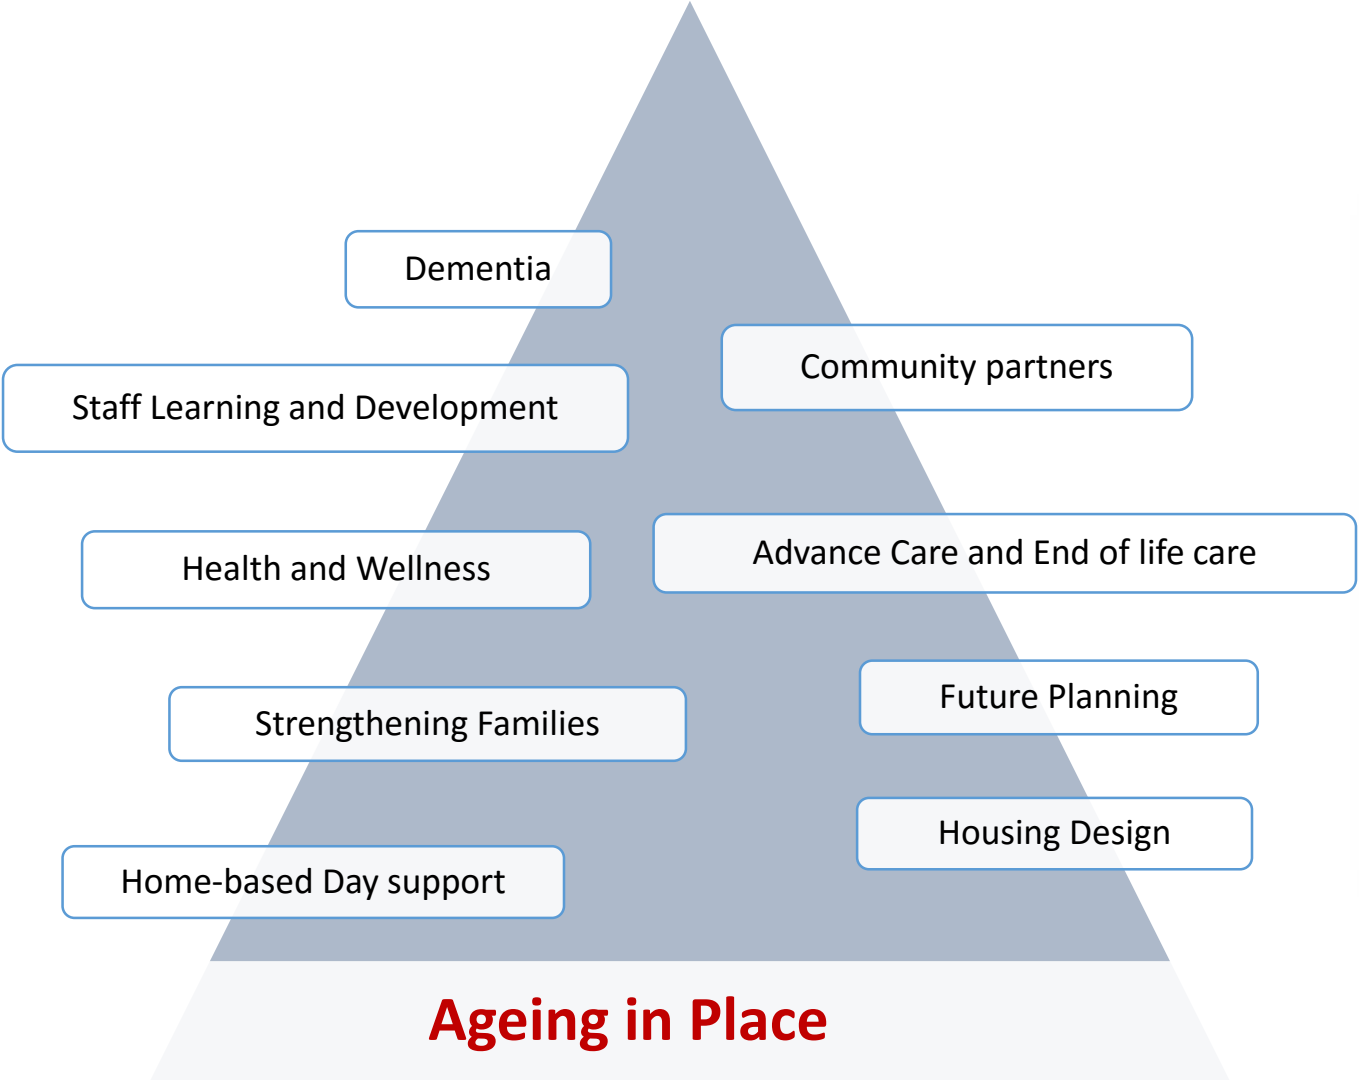 Dementia
Community partners
Staff Learning and Development
Advance Care and End of life care
Health and Wellness
Future Planning
Strengthening Families
Housing Design
Home-based Day support
Ageing in Place